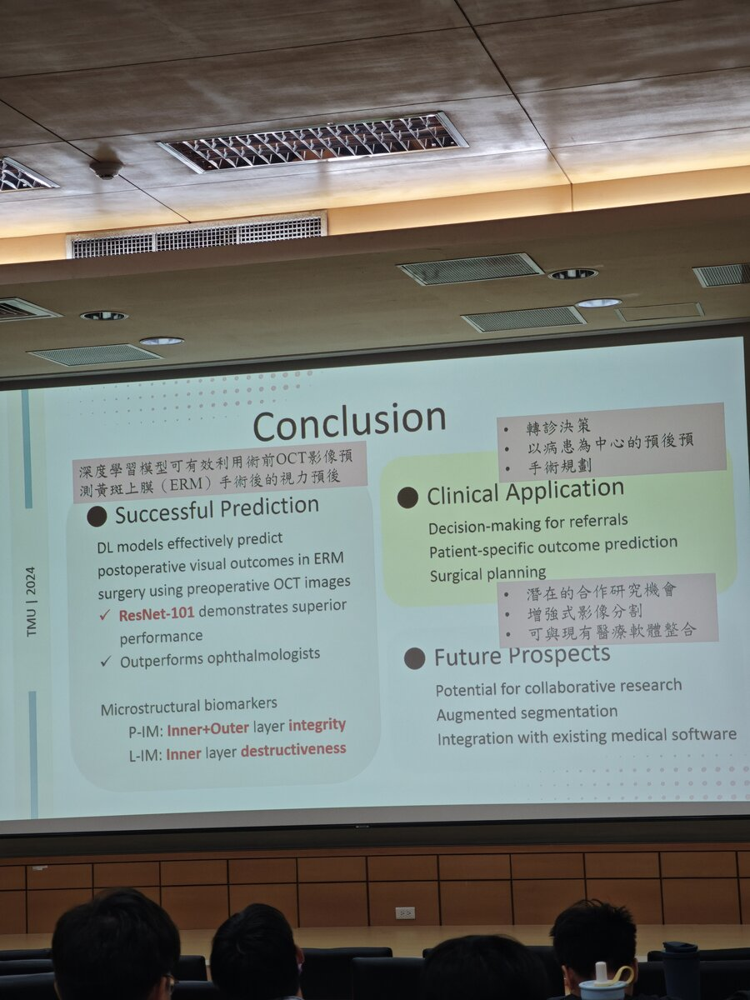 Conclusion
深度學習模型可有效利用術前OCT影像預
測黃斑上膜（ERM）手術後的視力預後
Successful Prediction
DL models effectively predict
postoperative visual outcomes in ERM
surgery using preoperative OCT images
✓ ResNet-101 demonstrates superior
performance
✓ Outperforms ophthalmologists
Microstructural biomarkers
P-IM: Inner+Outer layer integrity
L-IM: Inner layer destructiveness
• 轉診決策
• 以病患為中心的預後預
• 手術規劃
Clinical Application
Decision-making for referrals
Patient-specific outcome prediction
Surgical planning
• 潛在的合作研究機會
• 增強式影像分割
• 可與現有醫療軟體整合
Future Prospects
Potential for collaborative research
Augmented segmentation
Integration with existing medical software
TMU | 2024